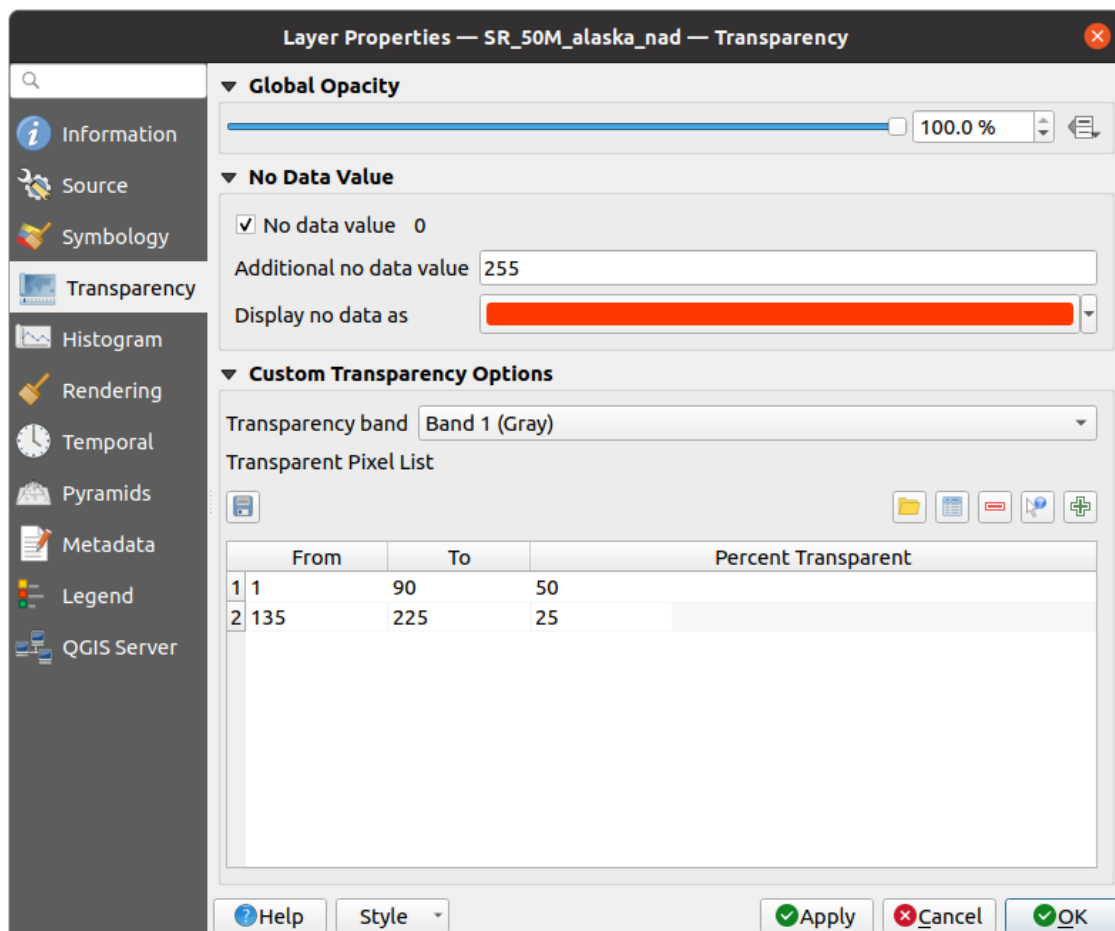 Layer Properties — SR_50M_alaska_nad — Transparency
Information
Source
Symbology
Transparency
Histogram
Rendering
Temporal
Pyramids
Metadata
Legend
QGIS Server
Global Opacity
100.0 %
No Data Value
No data value 0
Additional no data value 255
Display no data as
Custom Transparency Options
Transparency band Band 1 (Gray)
Transparent Pixel List
From To Percent Transparent
1 1 90 50
2 135 225 25
Help Style Apply Cancel OK